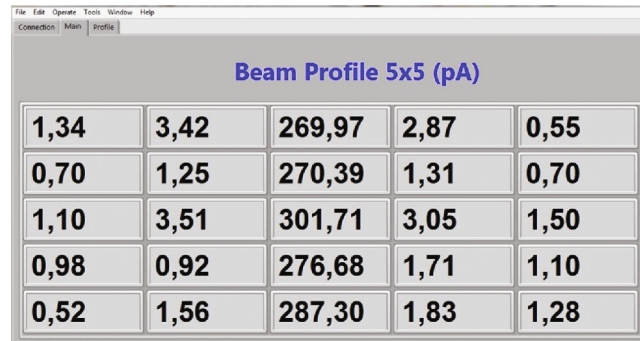 File Edit Operate Tools Window Help
Connection Main Profile
Beam Profile 5x5 (pA)
1,34 3,42 269,97 2,87 0,55
0,70 1,25 270,39 1,31 0,70
1,10 3,51 301,71 3,05 1,50
0,98 0,92 276,68 1,71 1,10
0,52 1,56 287,30 1,83 1,28